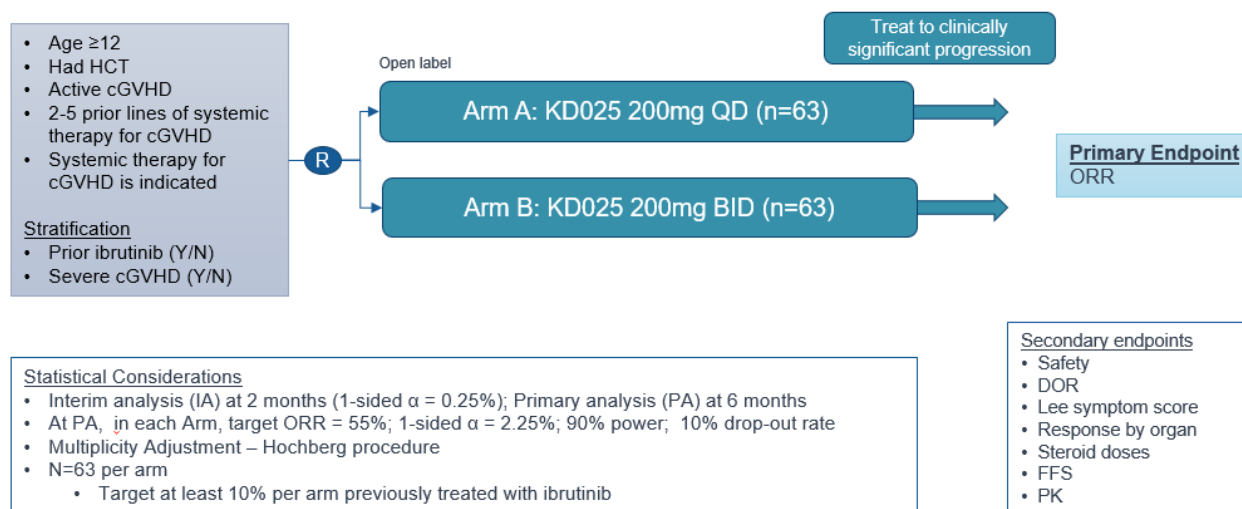 • Age ≥12
• Had HCT
• Active cGVHD
• 2-5 prior lines of systemic
therapy for cGVHD
• Systemic therapy for
cGVHD is indicated
Stratification
• Prior ibrutinib (Y/N)
• Severe cGVHD (Y/N)
R
Open label
Arm A: KD025 200mg QD (n=63)
Arm B: KD025 200mg BID (n=63)
Treat to clinically
significant progression
Primary Endpoint
ORR
Statistical Considerations
• Interim analysis (IA) at 2 months (1-sided α = 0.25%); Primary analysis (PA) at 6 months
• At PA, in each Arm, target ORR = 55%; 1-sided α = 2.25%; 90% power; 10% drop-out rate
• Multiplicity Adjustment – Hochberg procedure
• N=63 per arm
• Target at least 10% per arm previously treated with ibrutinib
Secondary endpoints
• Safety
• DOR
• Lee symptom score
• Response by organ
• Steroid doses
• FFS
• PK